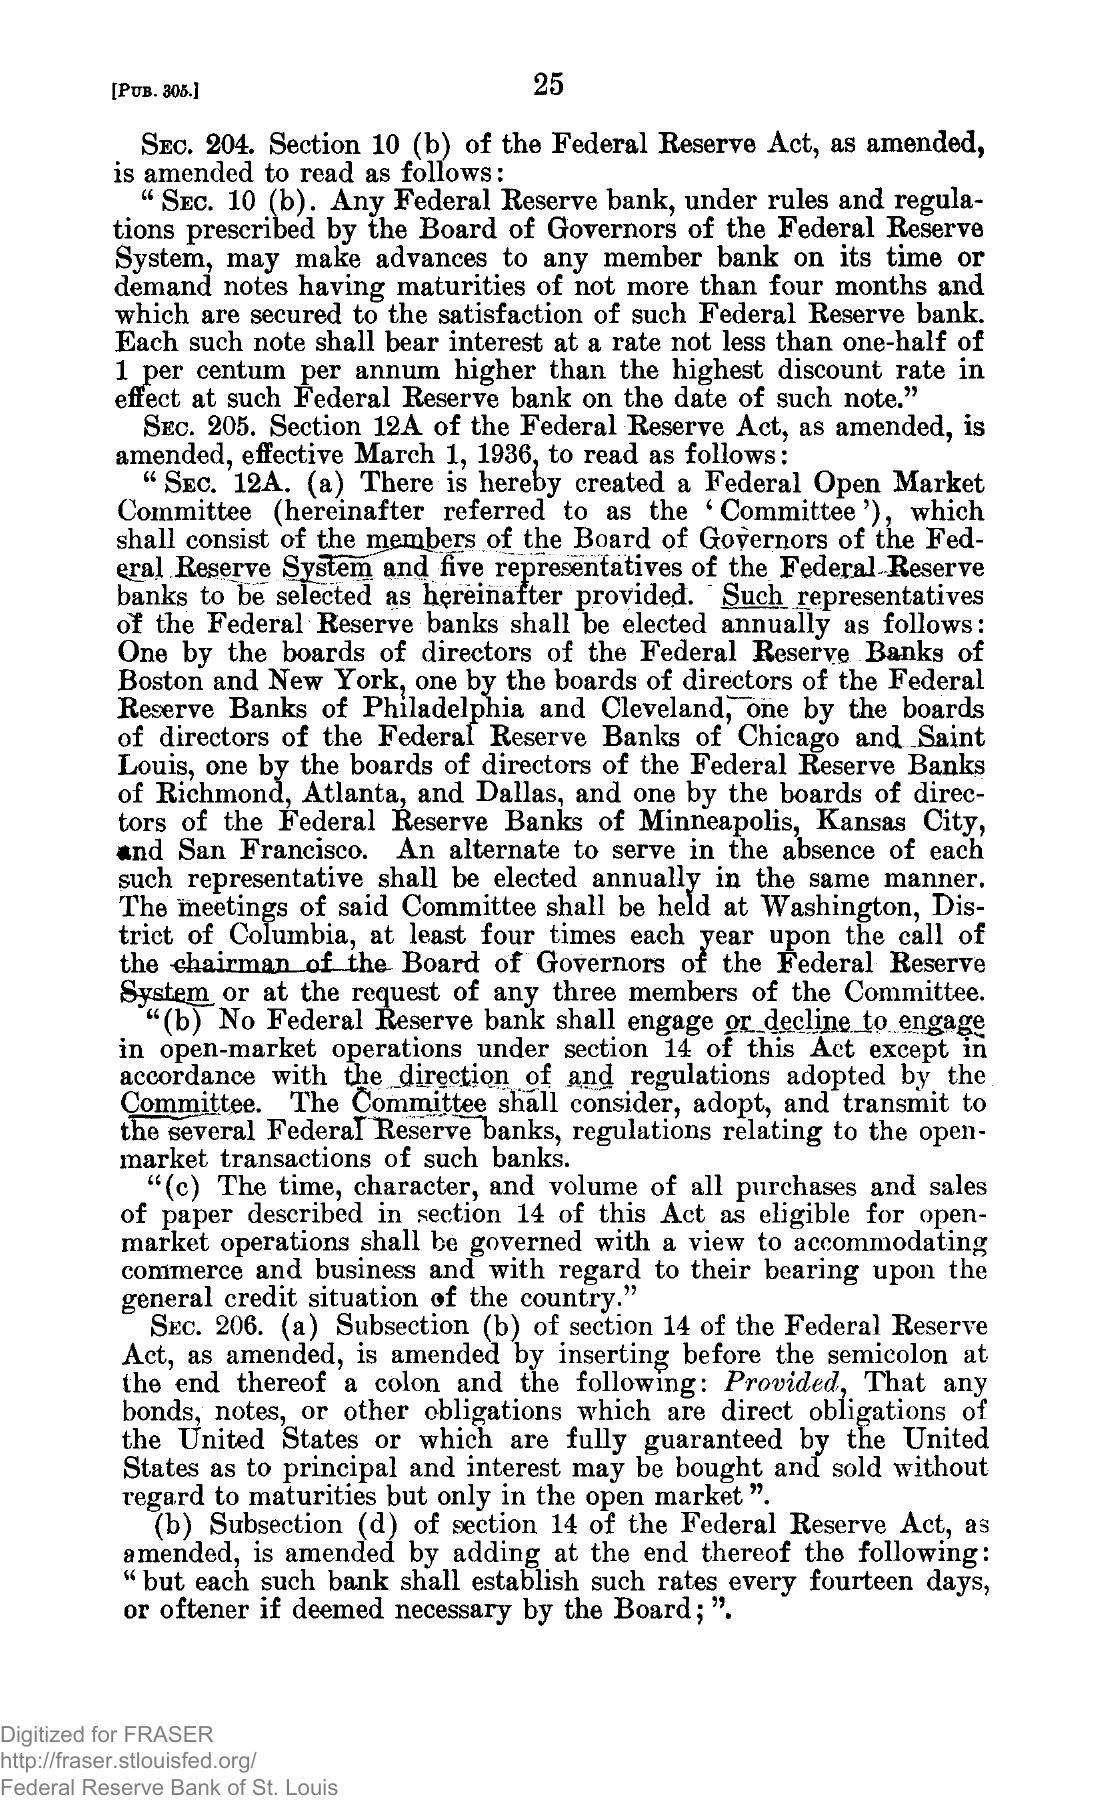 [PUB. 305.]
25
SEC. 204. Section 10 (b) of the Federal Reserve Act, as amended,
is amended to read as follows:
“ SEC. 10 (b). Any Federal Reserve bank, under rules and regula-
tions prescribed by the Board of Governors of the Federal Reserve
System, may make advances to any member bank on its time or
demand notes having maturities of not more than four months and
which are secured to the satisfaction of such Federal Reserve bank.
Each such note shall bear interest at a rate not less than one-half of
1 per centum per annum higher than the highest discount rate in
effect at such Federal Reserve bank on the date of such note.”
SEC. 205. Section 12A of the Federal Reserve Act, as amended, is
amended, effective March 1, 1936, to read as follows:
“ SEC. 12A. (a) There is hereby created a Federal Open Market
Committee (hereinafter referred to as the ‘ Committee ’), which
shall consist of the members of the Board of Governors of the Fed-
eral Reserve System and five representatives of the Federal Reserve
banks to be selected as hereinafter provided. Such representatives
of the Federal Reserve banks shall be elected annually as follows:
One by the boards of directors of the Federal Reserve Banks of
Boston and New York, one by the boards of directors of the Federal
Reserve Banks of Philadelphia and Cleveland, one by the boards
of directors of the Federal Reserve Banks of Chicago and Saint
Louis, one by the boards of directors of the Federal Reserve Banks
of Richmond, Atlanta, and Dallas, and one by the boards of direc-
tors of the Federal Reserve Banks of Minneapolis, Kansas City,
and San Francisco. An alternate to serve in the absence of each
such representative shall be elected annually in the same manner.
The meetings of said Committee shall be held at Washington, Dis-
trict of Columbia, at least four times each year upon the call of
the chairman of the Board of Governors of the Federal Reserve
System or at the request of any three members of the Committee.
“(b) No Federal Reserve bank shall engage or decline to engage
in open-market operations under section 14 of this Act except in
accordance with the direction of and regulations adopted by the
Committee. The Committee shall consider, adopt, and transmit to
the several Federal Reserve banks, regulations relating to the open-
market transactions of such banks.
“(c) The time, character, and volume of all purchases and sales
of paper described in section 14 of this Act as eligible for open-
market operations shall be governed with a view to accommodating
commerce and business and with regard to their bearing upon the
general credit situation of the country.”
SEC. 206. (a) Subsection (b) of section 14 of the Federal Reserve
Act, as amended, is amended by inserting before the semicolon at
the end thereof a colon and the following: Provided, That any
bonds, notes, or other obligations which are direct obligations of
the United States or which are fully guaranteed by the United
States as to principal and interest may be bought and sold without
regard to maturities but only in the open market ”.
(b) Subsection (d) of section 14 of the Federal Reserve Act, as
amended, is amended by adding at the end thereof the following:
“ but each such bank shall establish such rates every fourteen days,
or oftener if deemed necessary by the Board; ”.
Digitized for FRASER
http://fraser.stlouisfed.org/
Federal Reserve Bank of St. Louis